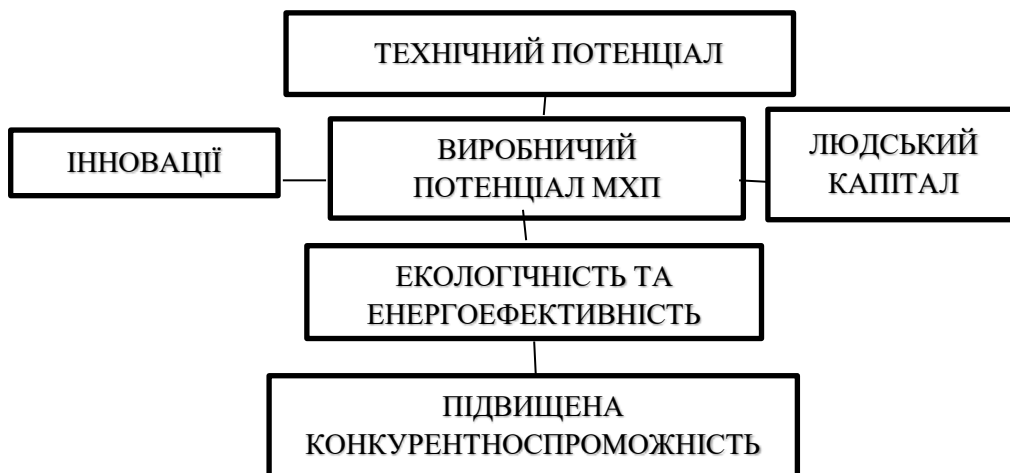 ТЕХНІЧНИЙ ПОТЕНЦІАЛ
ІННОВАЦІЇ
ВИРОБНИЧИЙ
ПОТЕНЦІАЛ МХП
ЛЮДСЬКИЙ
КАПІТАЛ
ЕКОЛОГІЧНІСТЬ ТА
ЕНЕРГОЕФЕКТИВНІСТЬ
ПІДВИЩЕНА
КОНКУРЕНТНОСПРОМОЖНІСТЬ